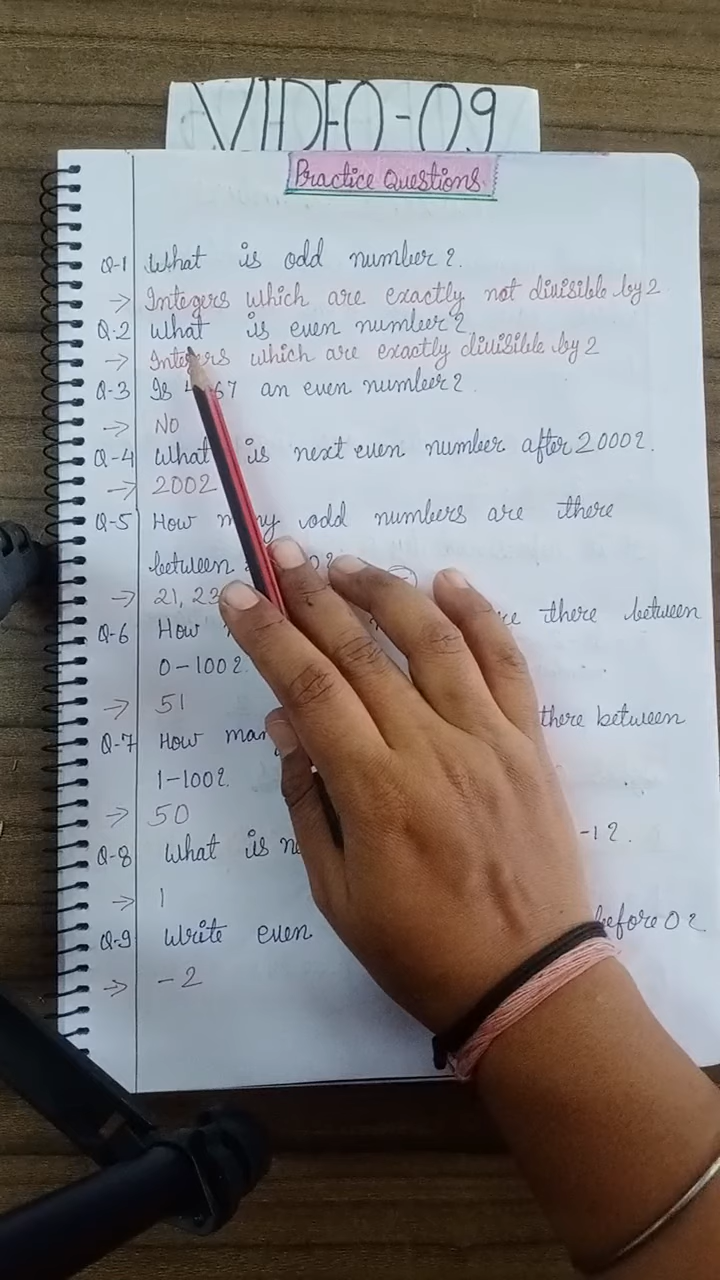 VIDEO-09
Practice Questions
Q-1 What is odd number?
→ Integers which are exactly not divisible by 2
Q-2 What is even number?
→ Integers which are exactly divisible by 2
Q-3 Is 67 an even number?
→ No
Q-4 What is next even number after 2000?
→ 2002
Q-5 How many odd numbers are there
between
→ 21, 23
Q-6 How there between
0-100?
→ 51
Q-7 How many there between
1-100?
→ 50
Q-8 What is -1?
→ 1
Q-9 Write even before 0?
→ -2